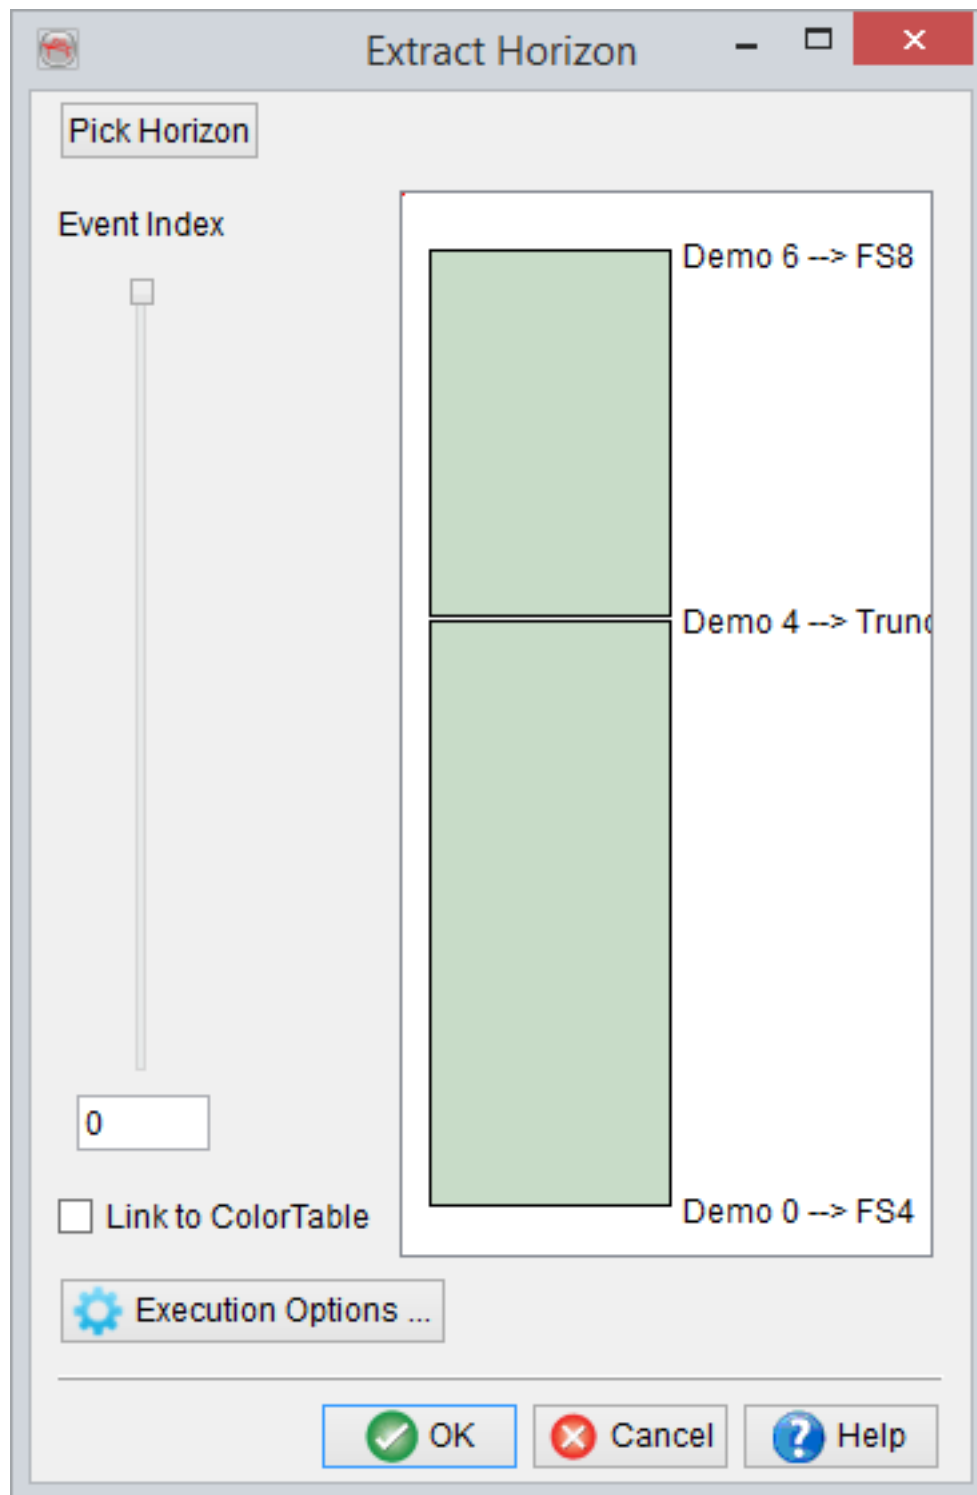 Extract Horizon
Pick Horizon
Event Index
Demo 6 --> FS8
Demo 4 --> Trunc
0
Link to ColorTable
Demo 0 --> FS4
Execution Options ...
OK
Cancel
Help